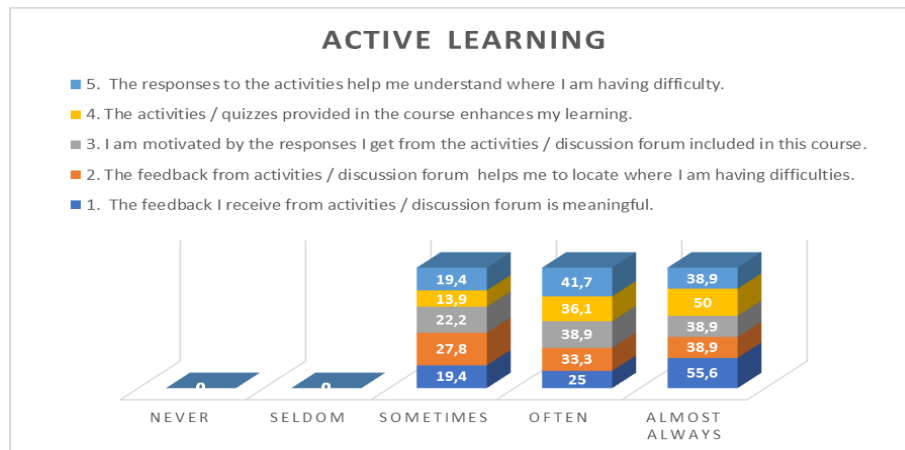 ACTIVE LEARNING
5. The responses to the activities help me understand where I am having difficulty.
4. The activities / quizzes provided in the course enhances my learning.
3. I am motivated by the responses I get from the activities / discussion forum included in this course.
2. The feedback from activities / discussion forum helps me to locate where I am having difficulties.
1. The feedback I receive from activities / discussion forum is meaningful.
19,4 41,7 38,9
13,9 36,1 50
22,2 38,9 38,9
27,8 33,3 38,9
19,4 25 55,6
0 0
NEVER SELDOM SOMETIMES OFTEN ALMOST
ALWAYS